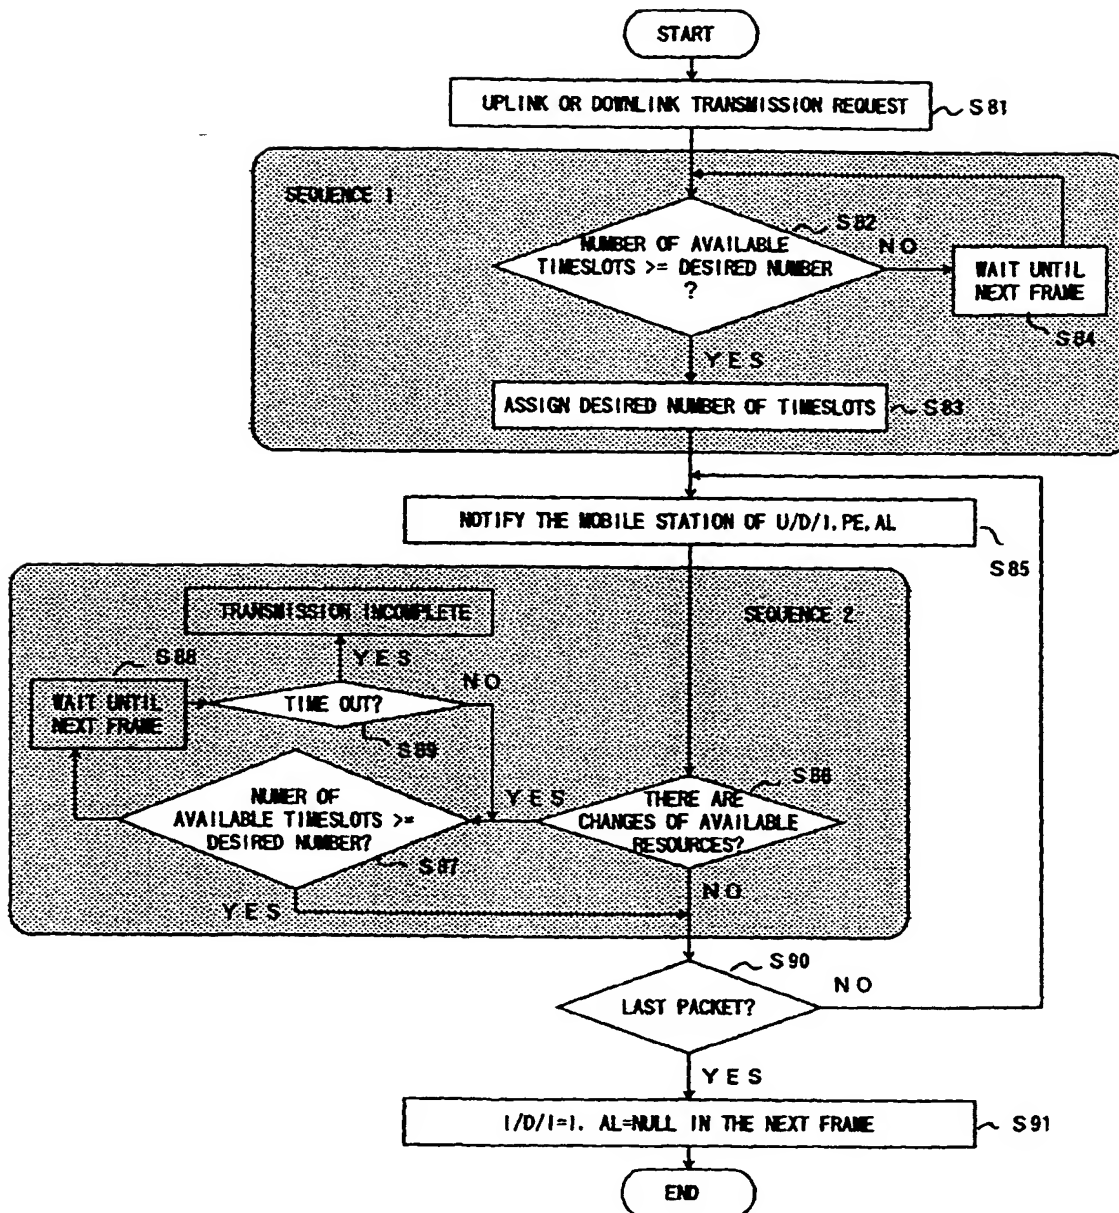 START
UPLINK OR DOWNLINK TRANSMISSION REQUEST
S81
SEQUENCE 1
S82
NUMBER OF AVAILABLE
TIMESLOTS >= DESIRED NUMBER
?
NO
WAIT UNTIL
NEXT FRAME
S84
YES
ASSIGN DESIRED NUMBER OF TIMESLOTS
S83
NOTIFY THE MOBILE STATION OF U/D/I. PE. AL
S85
SEQUENCE 2
TRANSMISSION INCOMPLETE
S88
YES
NO
WAIT UNTIL
NEXT FRAME
TIME OUT?
S89
S86
NUMER OF
AVAILABLE TIMESLOTS >=
DESIRED NUMBER?
S87
YES
THERE ARE
CHANGES OF AVAILABLE
RESOURCES?
YES
NO
S90
LAST PACKET?
NO
YES
I/D/I=I. AL=NULL IN THE NEXT FRAME
S91
END